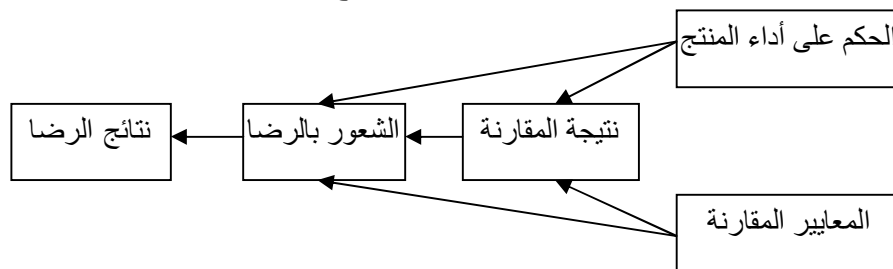 الحكم على أداء المنتج
نتيجة المقارنة
الشعور بالرضا
نتائج الرضا
المعايير المقارنة